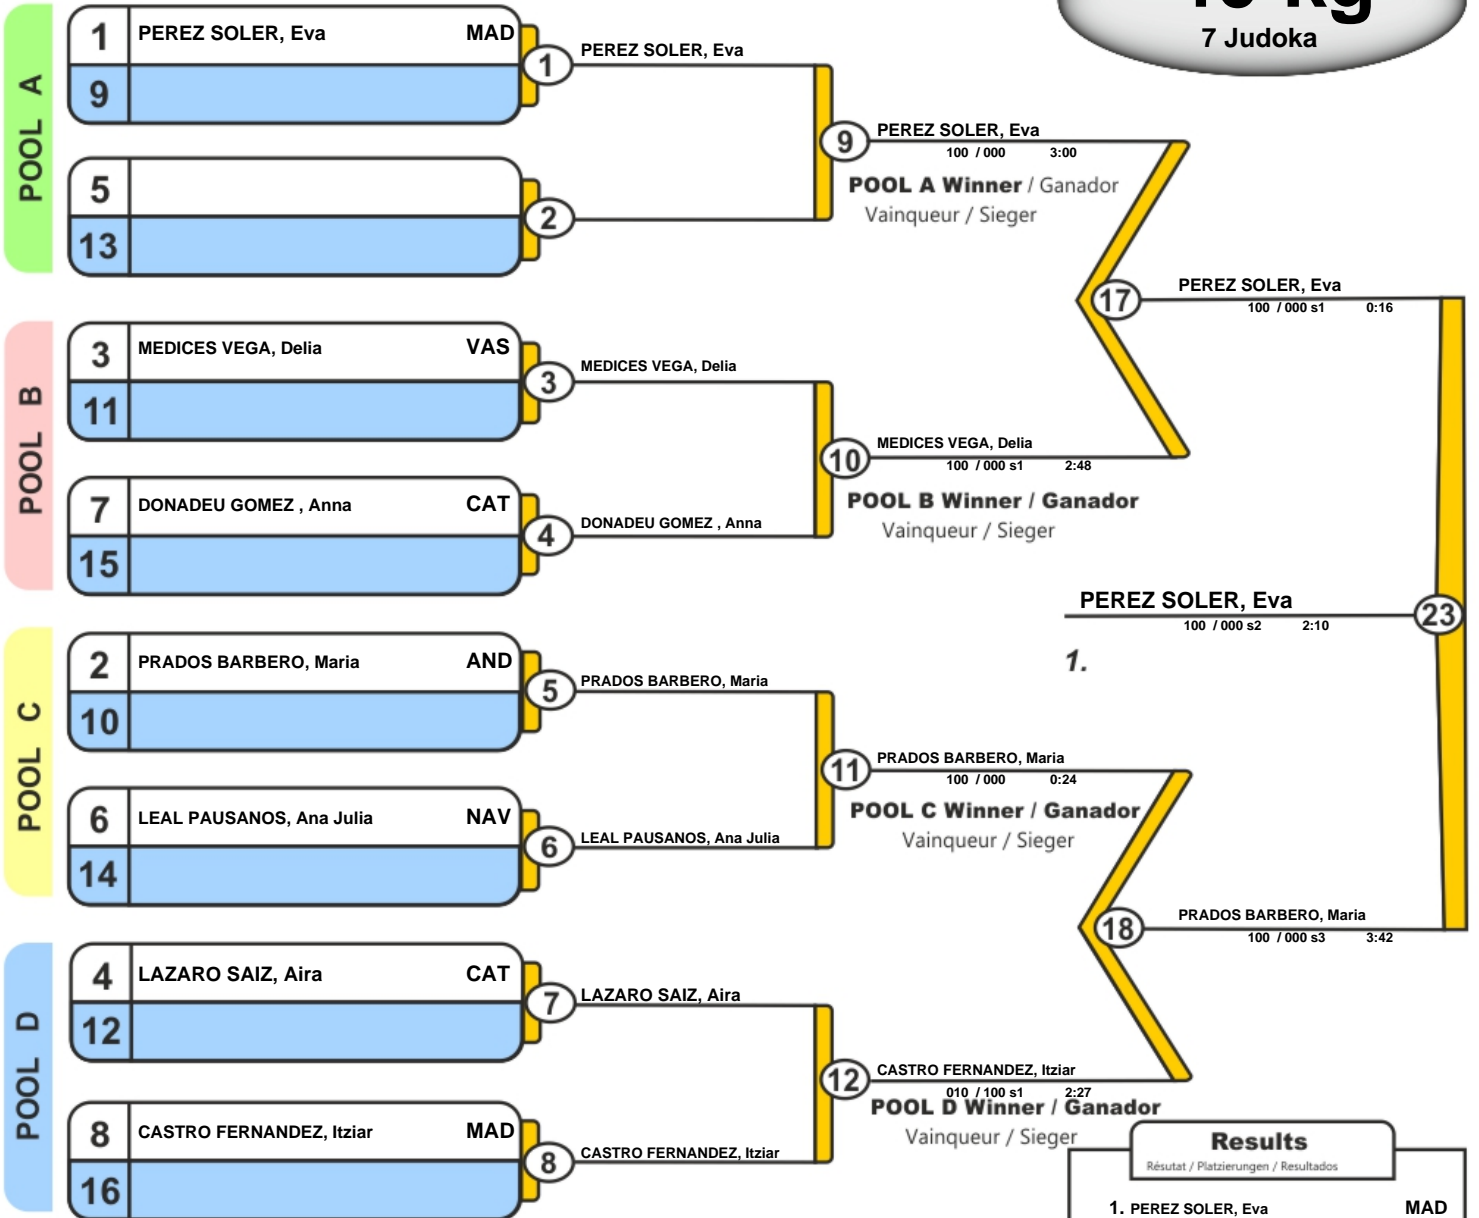 7 Judoka
POOL A
1 PEREZ SOLER, Eva MAD
9
1
PEREZ SOLER, Eva
5
13
2
9
PEREZ SOLER, Eva
100 / 000 3:00
POOL A Winner / Ganador
Vainqueur / Sieger
POOL B
3 MEDICES VEGA, Delia VAS
11
3
MEDICES VEGA, Delia
7 DONADEU GOMEZ , Anna CAT
15
4
DONADEU GOMEZ , Anna
10
MEDICES VEGA, Delia
100 / 000 s1 2:48
POOL B Winner / Ganador
Vainqueur / Sieger
17
PEREZ SOLER, Eva
100 / 000 s1 0:16
PEREZ SOLER, Eva
100 / 000 s2 2:10
23
1.
POOL C
2 PRADOS BARBERO, Maria AND
10
5
PRADOS BARBERO, Maria
6 LEAL PAUSANOS, Ana Julia NAV
14
6
LEAL PAUSANOS, Ana Julia
11
PRADOS BARBERO, Maria
100 / 000 0:24
POOL C Winner / Ganador
Vainqueur / Sieger
18
PRADOS BARBERO, Maria
100 / 000 s3 3:42
POOL D
4 LAZARO SAIZ, Aira CAT
12
7
LAZARO SAIZ, Aira
8 CASTRO FERNANDEZ, Itziar MAD
16
8
CASTRO FERNANDEZ, Itziar
12
CASTRO FERNANDEZ, Itziar
010 / 100 s1 2:27
POOL D Winner / Ganador
Vainqueur / Sieger
Results
Résutat / Platzierungen / Resultados
1. PEREZ SOLER, Eva MAD